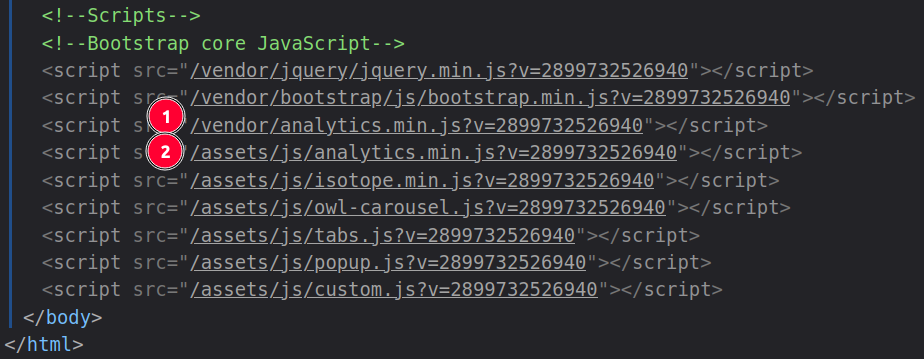 <!--Scripts-->
<!--Bootstrap core JavaScript-->
<script src="/vendor/jquery/jquery.min.js?v=2899732526940"></script>
<script src="/vendor/bootstrap/js/bootstrap.min.js?v=2899732526940"></script>
1
<script src="/vendor/analytics.min.js?v=2899732526940"></script>
2
<script src="/assets/js/analytics.min.js?v=2899732526940"></script>
<script src="/assets/js/isotope.min.js?v=2899732526940"></script>
<script src="/assets/js/owl-carousel.js?v=2899732526940"></script>
<script src="/assets/js/tabs.js?v=2899732526940"></script>
<script src="/assets/js/popup.js?v=2899732526940"></script>
<script src="/assets/js/custom.js?v=2899732526940"></script>
</body>
</html>